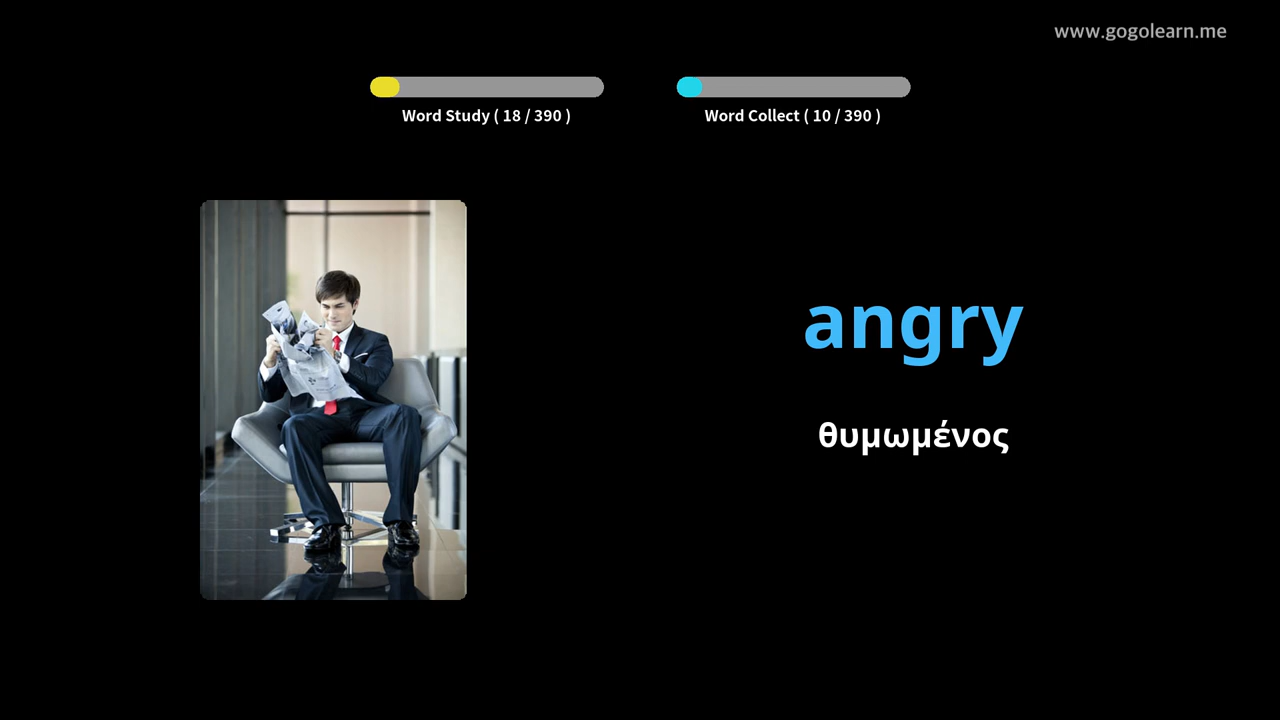 www.gogolearn.me
Word Study ( 18 / 390 )
Word Collect ( 10 / 390 )
angry
θυμωμένος